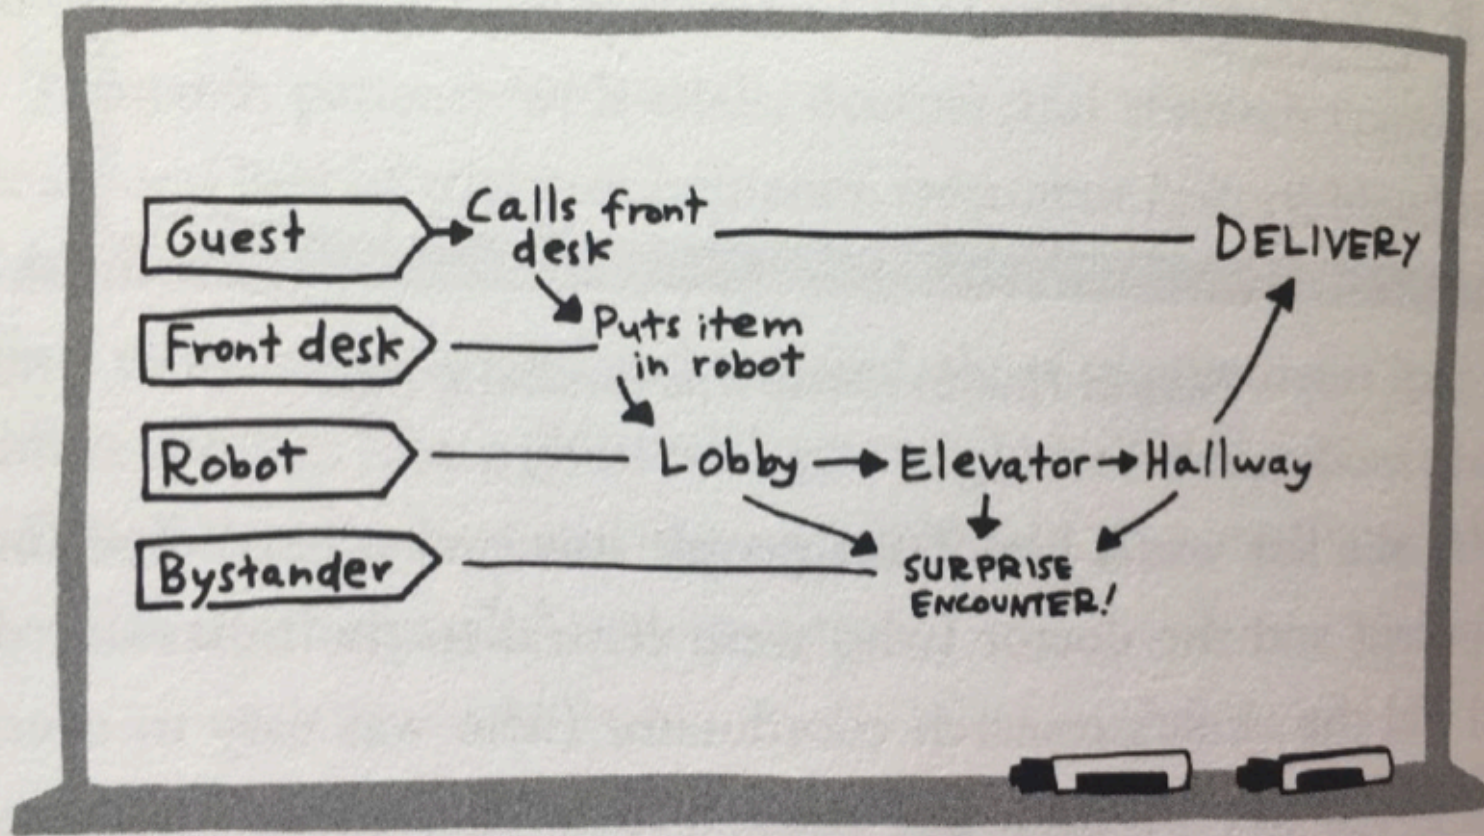 Guest
Calls front
desk
DELIVERY
Front desk
Puts item
in robot
Robot
Lobby
Elevator
Hallway
Bystander
SURPRISE
ENCOUNTER!